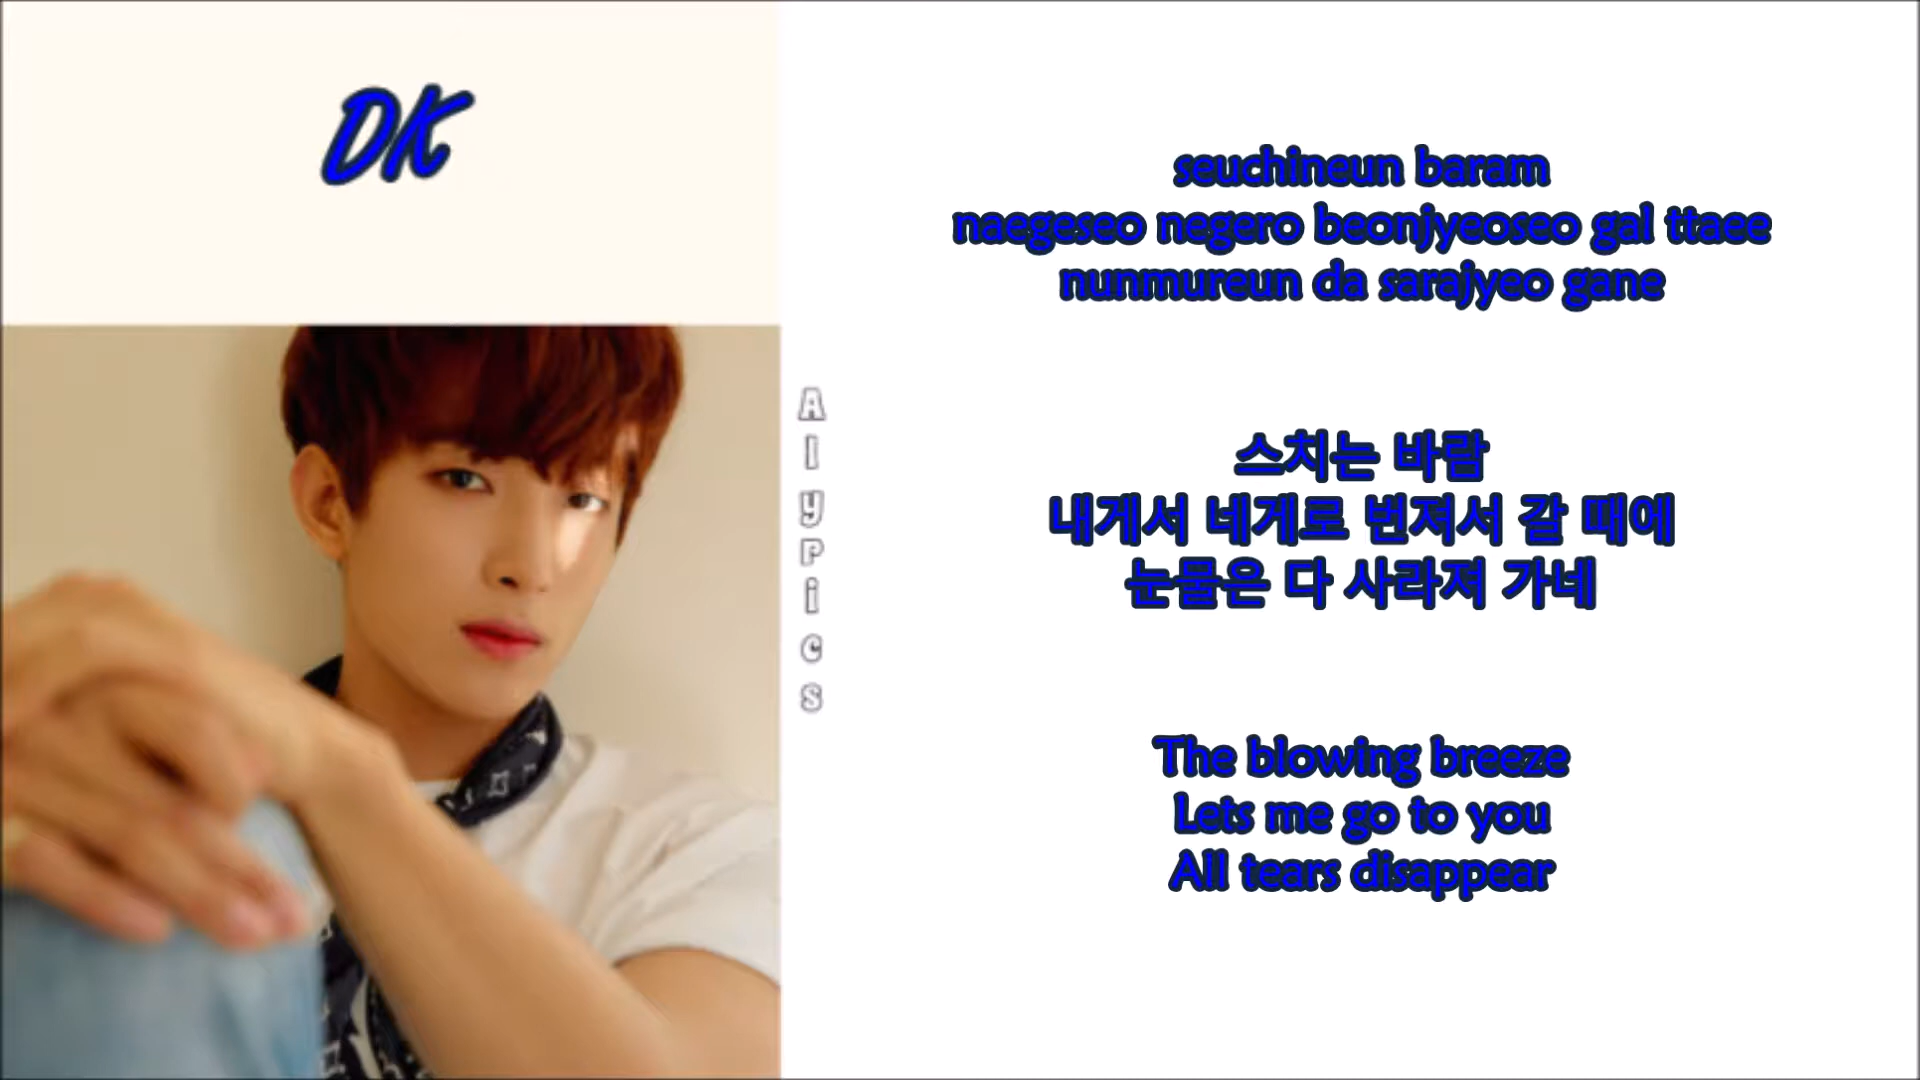 DK
seuchineun baram
naegeseo negero beonjyeoseo gal ttaee
nunmureun da sarajyeo gane
AlyPics
스치는 바람
내게서 네게로 번져서 갈 때에
눈물은 다 사라져 가네
The blowing breeze
Lets me go to you
All tears disappear